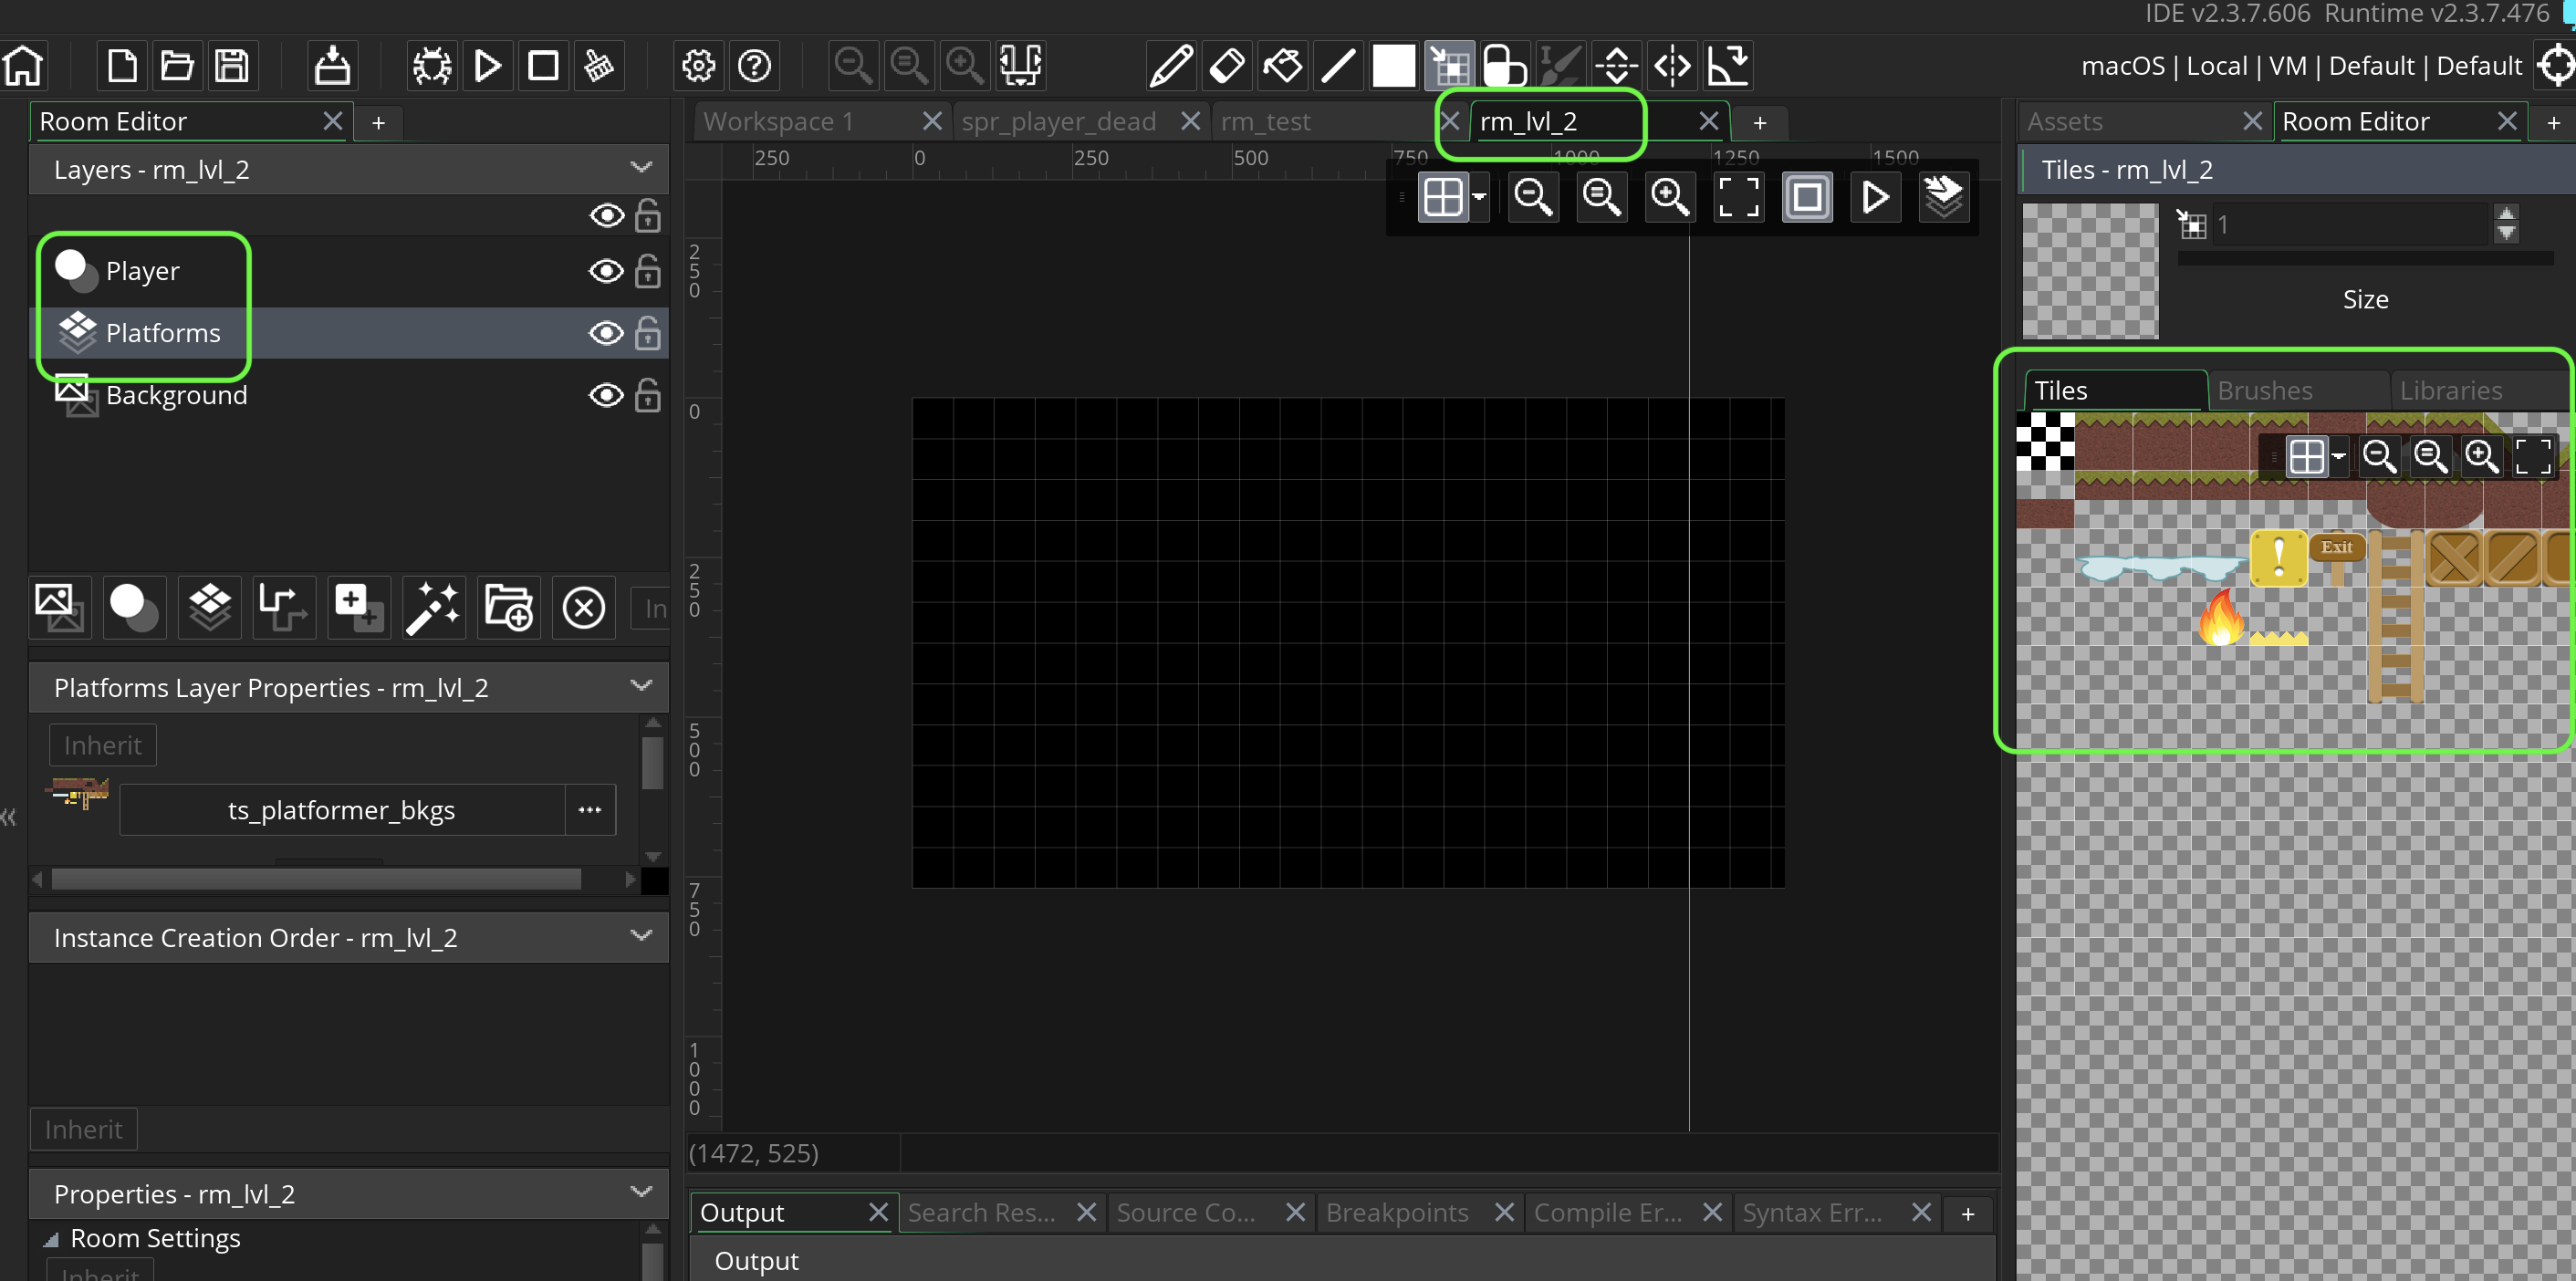 IDE v2.3.7.606 Runtime v2.3.7.476
macOS | Local | VM | Default | Default
Room Editor
+
Workspace 1
spr_player_dead
rm_test
rm_lvl_2
+
Assets
Room Editor
+
Layers - rm_lvl_2
250
0
250
500
750
1000
1250
1500
Tiles - rm_lvl_2
1
Size
Player
Platforms
Background
250
0
250
500
750
1000
Tiles
Brushes
Libraries
Exit
In
Platforms Layer Properties - rm_lvl_2
Inherit
ts_platformer_bkgs
...
Instance Creation Order - rm_lvl_2
Inherit
(1472, 525)
Properties - rm_lvl_2
Room Settings
Inherit
Output
Search Res...
Source Co...
Breakpoints
Compile Er...
Syntax Err...
+
Output